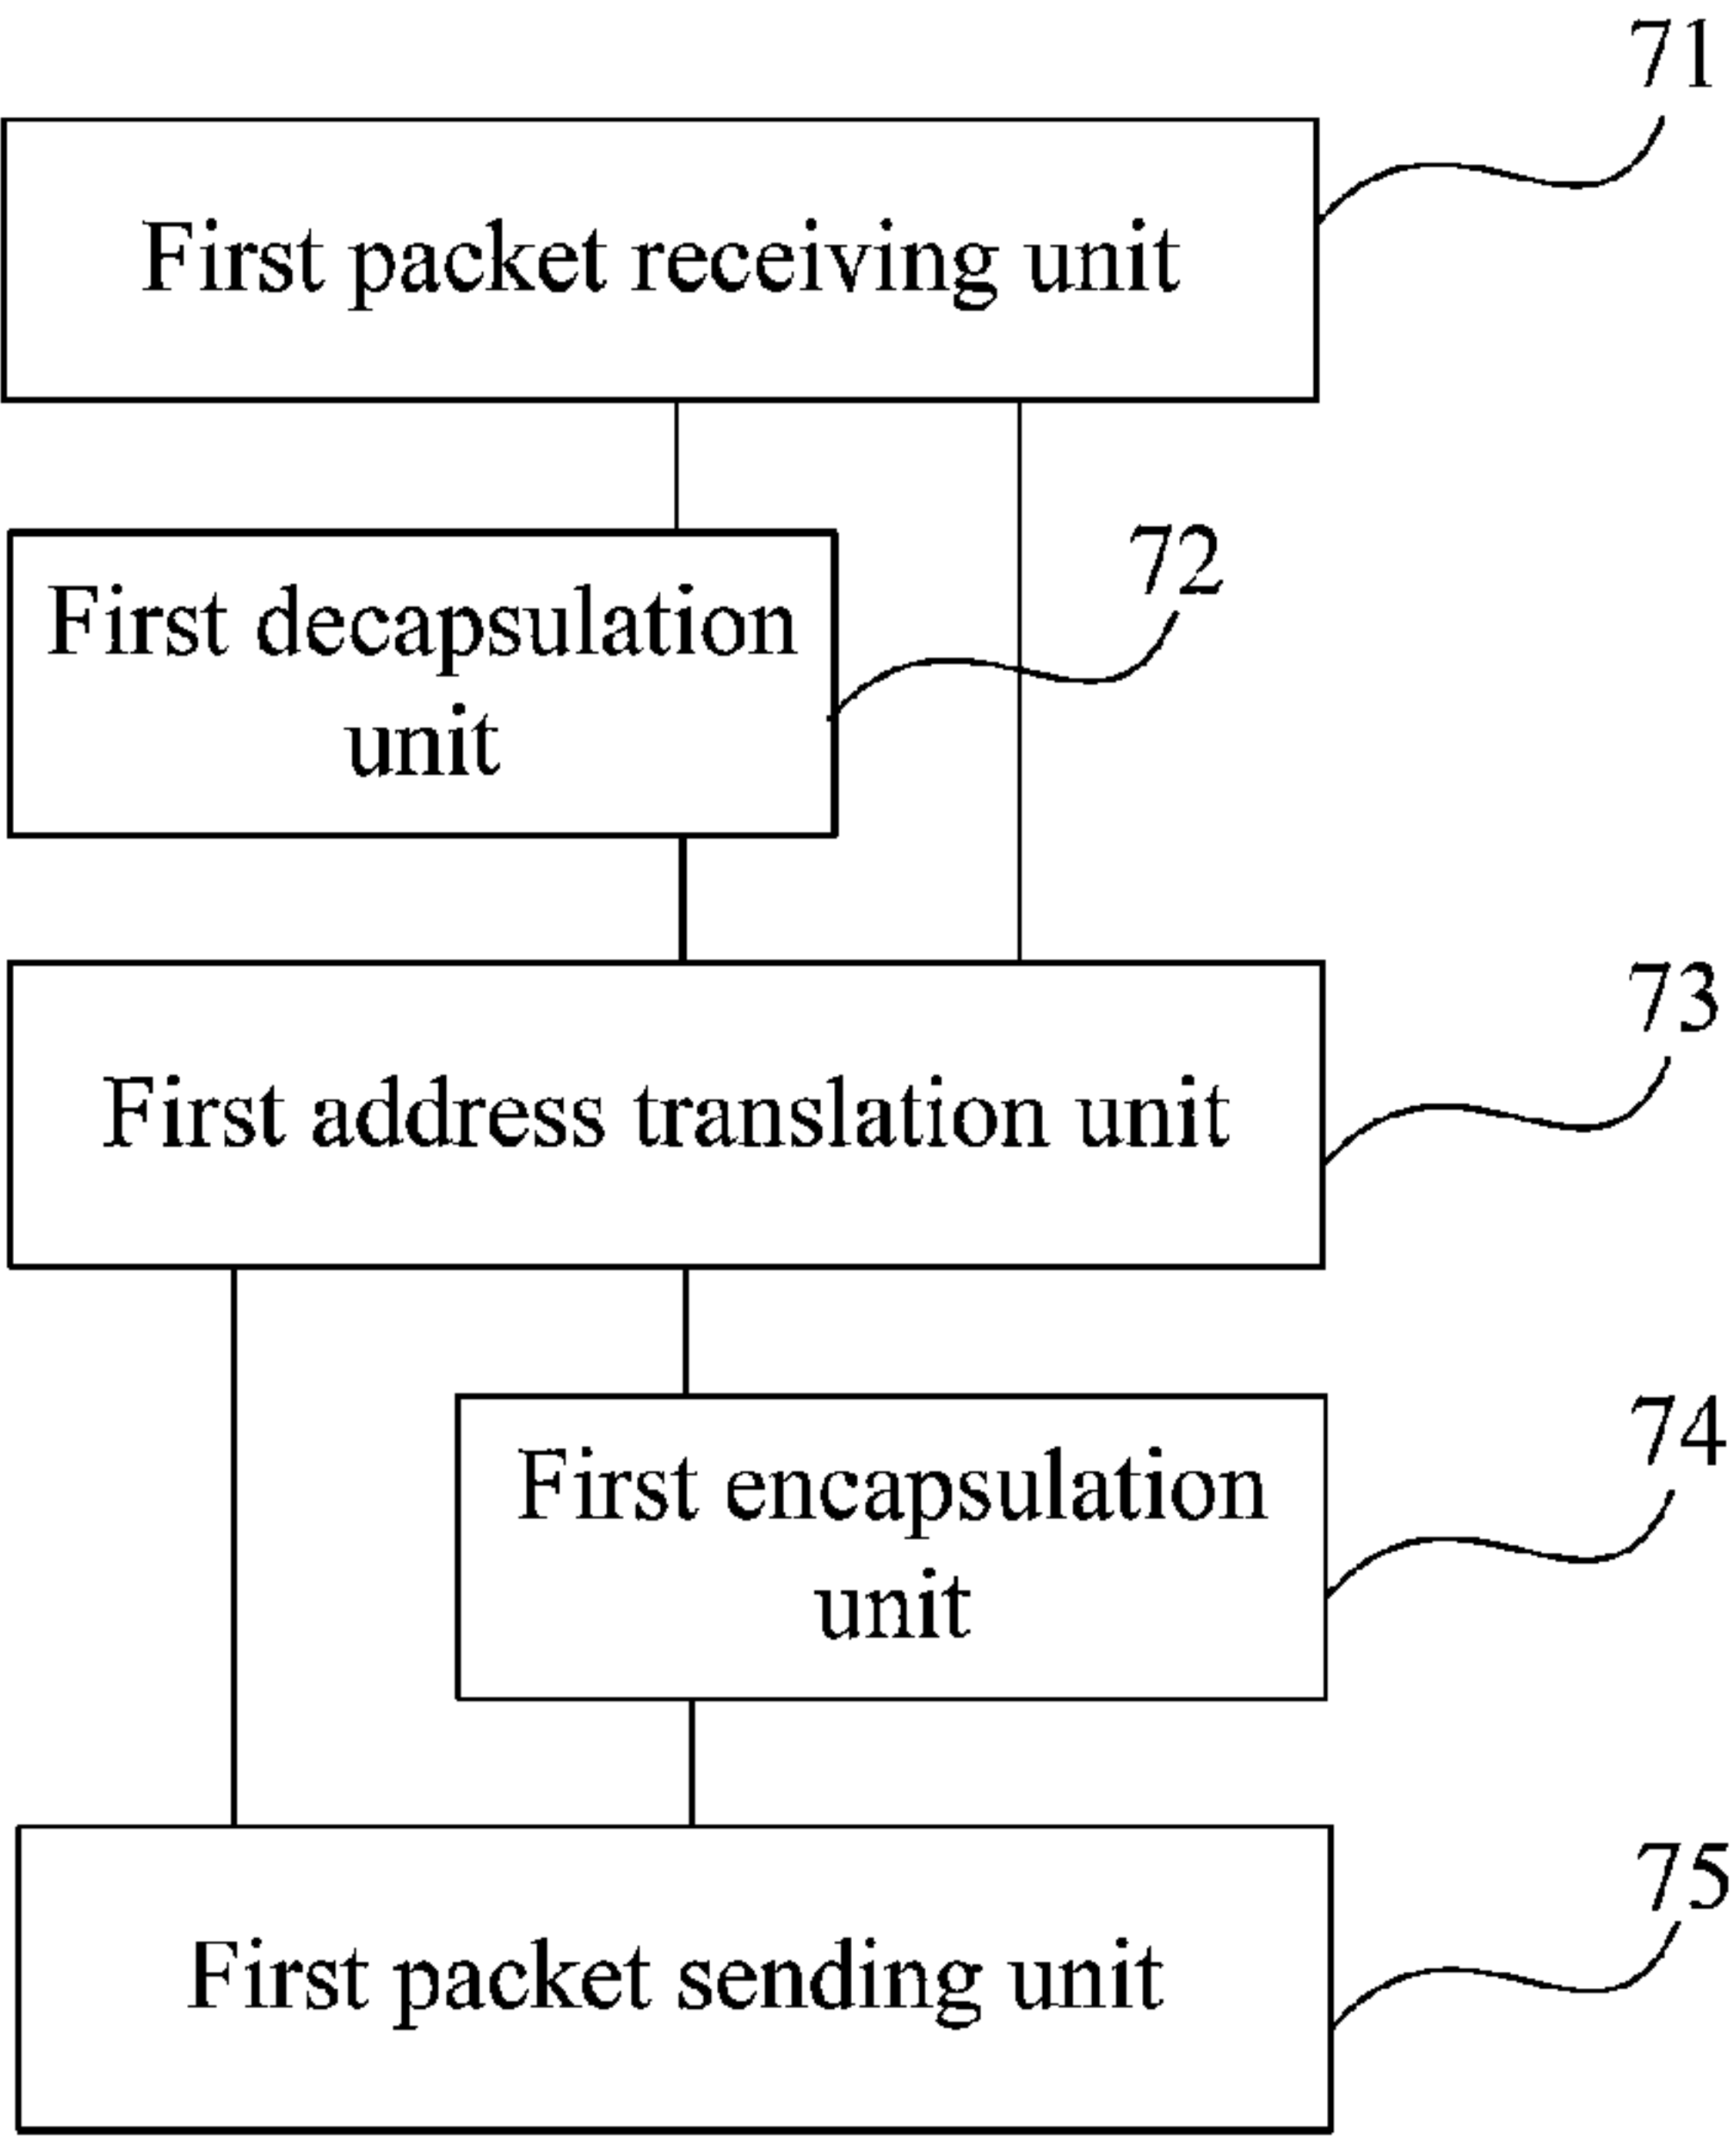 71
First packet receiving unit
72
First decapsulation
unit
73
First address translation unit
74
First encapsulation
unit
75
First packet sending unit